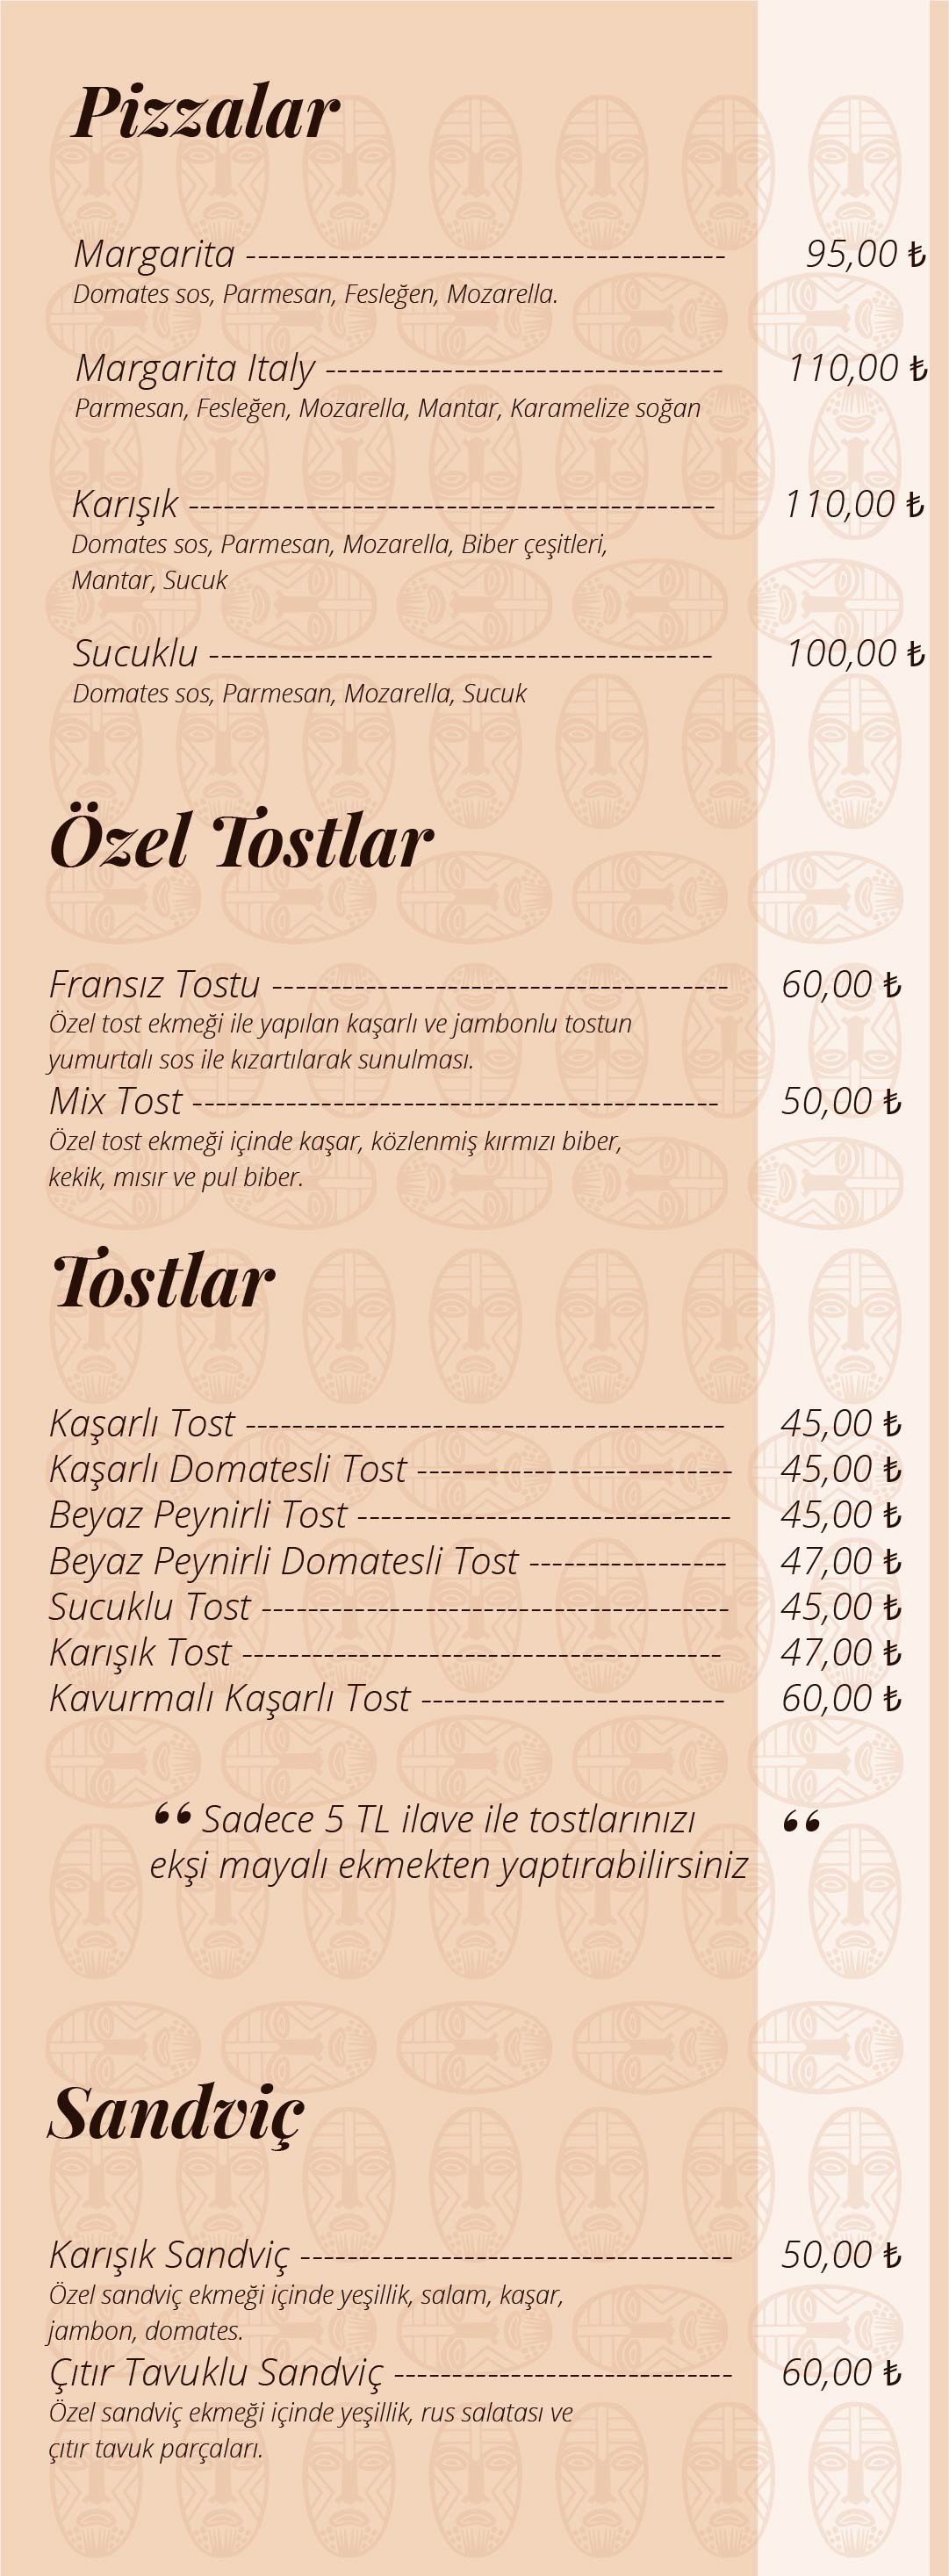 Pizzalar
Margarita ---------------------------------------- 95,00 ₺
Domates sos, Parmesan, Fesleğen, Mozarella.
Margarita Italy --------------------------------- 110,00 ₺
Parmesan, Fesleğen, Mozarella, Mantar, Karamelize soğan
Karışık -------------------------------------------- 110,00 ₺
Domates sos, Parmesan, Mozarella, Biber çeşitleri,
Mantar, Sucuk
Sucuklu ------------------------------------------ 100,00 ₺
Domates sos, Parmesan, Mozarella, Sucuk
Özel Tostlar
Fransız Tostu -------------------------------------- 60,00 ₺
Özel tost ekmeği ile yapılan kaşarlı ve jambonlu tostun
yumurtalı sos ile kızartılarak sunulması.
Mix Tost -------------------------------------------- 50,00 ₺
Özel tost ekmeği içinde kaşar, közlenmiş kırmızı biber,
kekik, mısır ve pul biber.
Tostlar
Kaşarlı Tost ---------------------------------------- 45,00 ₺
Kaşarlı Domatesli Tost --------------------------- 45,00 ₺
Beyaz Peynirli Tost -------------------------------- 45,00 ₺
Beyaz Peynirli Domatesli Tost ----------------- 47,00 ₺
Sucuklu Tost --------------------------------------- 45,00 ₺
Karışık Tost ---------------------------------------- 47,00 ₺
Kavurmalı Kaşarlı Tost -------------------------- 60,00 ₺
“ Sadece 5 TL ilave ile tostlarınızı “
ekşi mayalı ekmekten yaptırabilirsiniz
Sandviç
Karışık Sandviç ------------------------------------ 50,00 ₺
Özel sandviç ekmeği içinde yeşillik, salam, kaşar,
jambon, domates.
Çıtır Tavuklu Sandviç ----------------------------- 60,00 ₺
Özel sandviç ekmeği içinde yeşillik, rus salatası ve
çıtır tavuk parçaları.